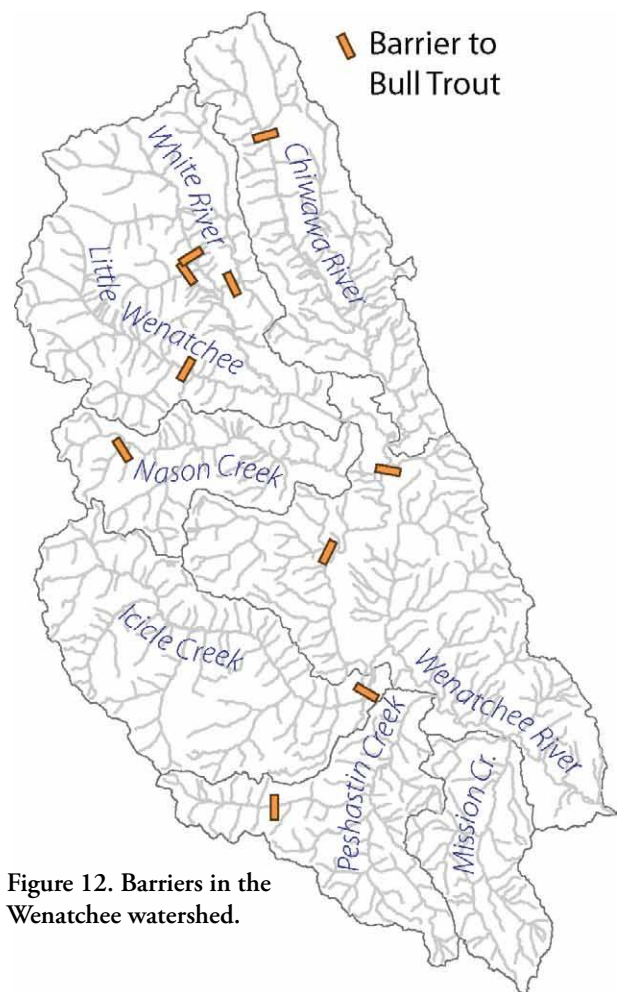 Barrier to
Bull Trout
White River
Chiwawa River
Little Wenatchee
Nason Creek
Icicle Creek
Wenatchee River
Peshastin Creek
Mission Cr.
Figure 12. Barriers in the
Wenatchee watershed.